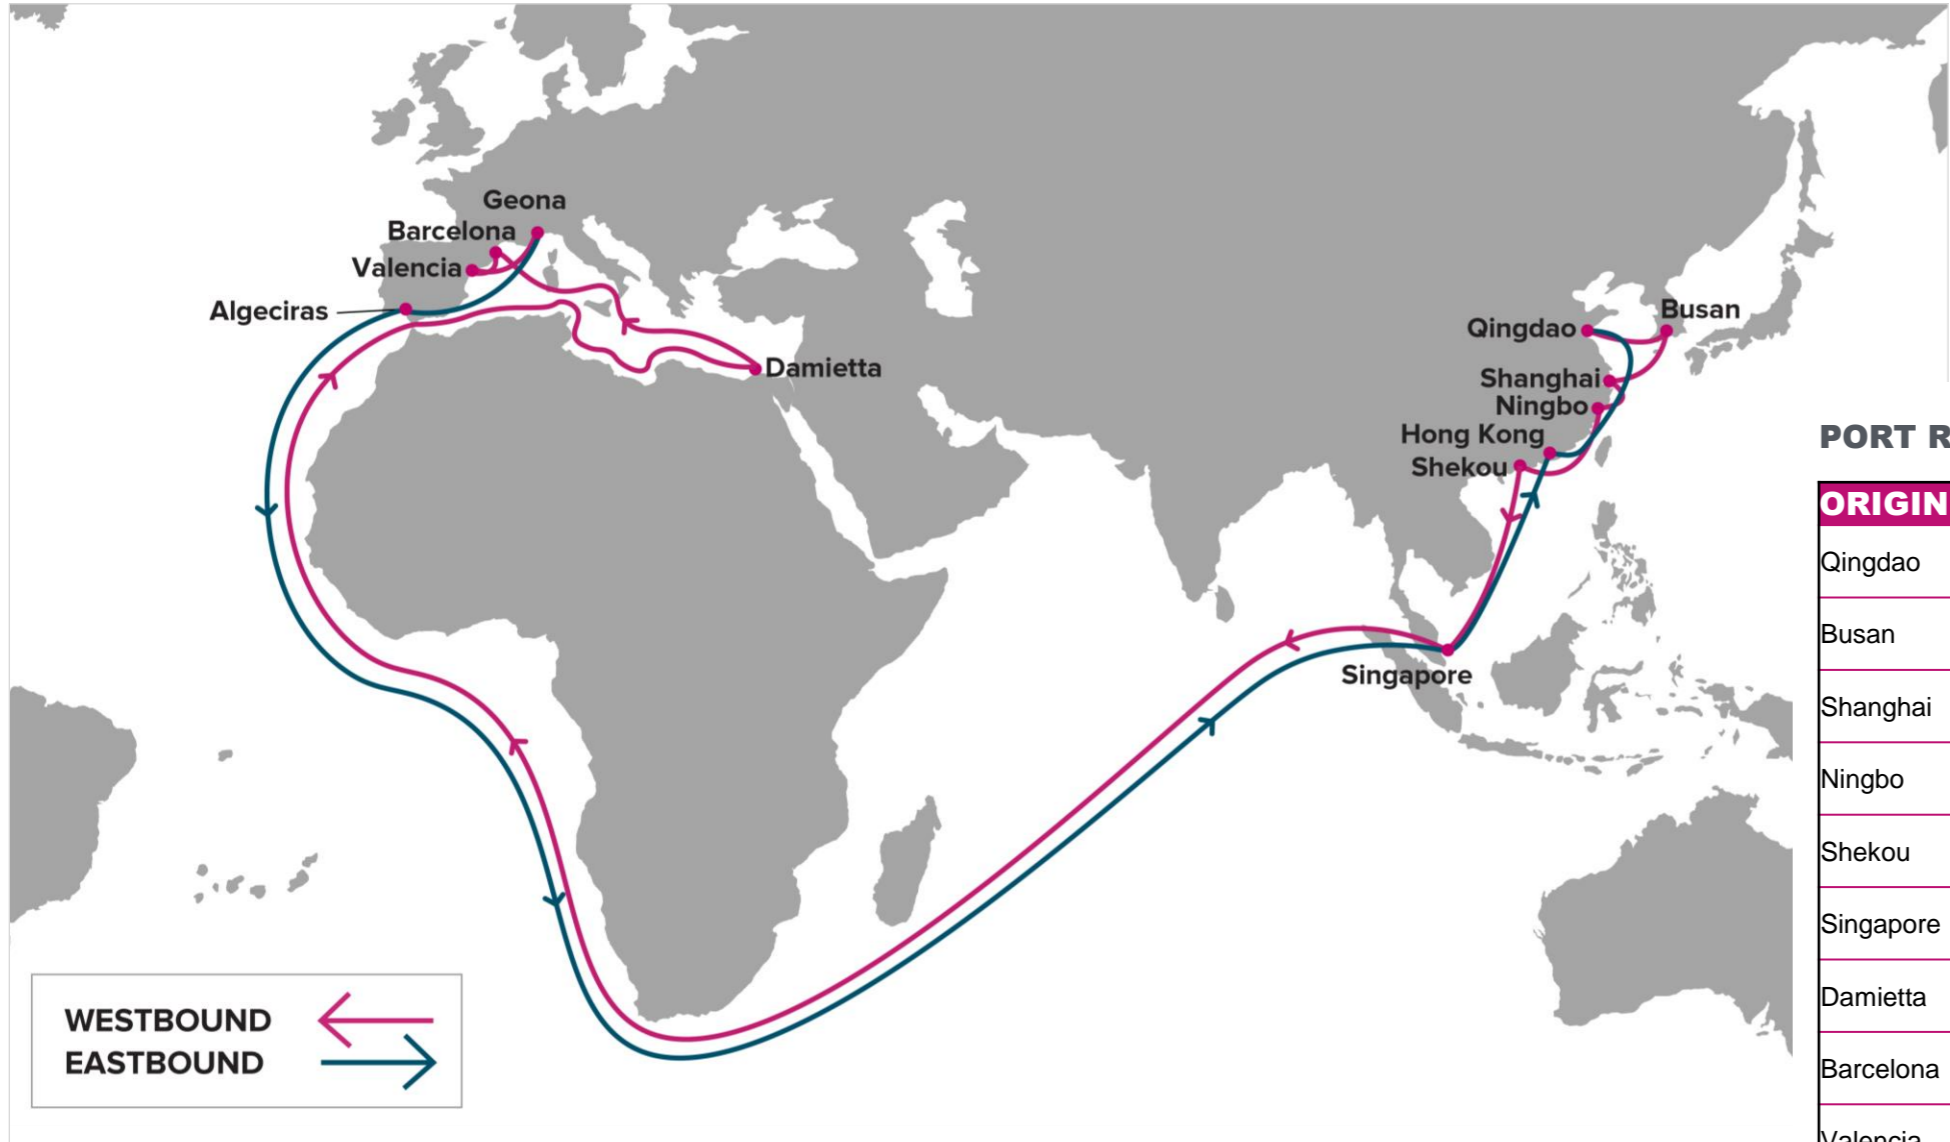 Geona
Barcelona
Valencia
Algeciras
Damietta
Busan
Qingdao
Shanghai
Ningbo
Hong Kong
Shekou
Singapore
WESTBOUND
EASTBOUND
PORT R
ORIGIN
Qingdao
Busan
Shanghai
Ningbo
Shekou
Singapore
Damietta
Barcelona
Valencia